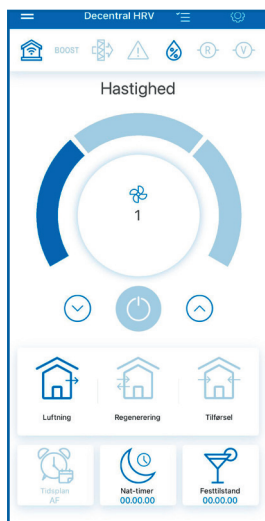 Decentral HRV
BOOST
R
V
Hastighed
1
Luftning
Regenerering
Tilførsel
Tidsplan
AF
Nat-timer
00.00.00
Festtilstand
00.00.00